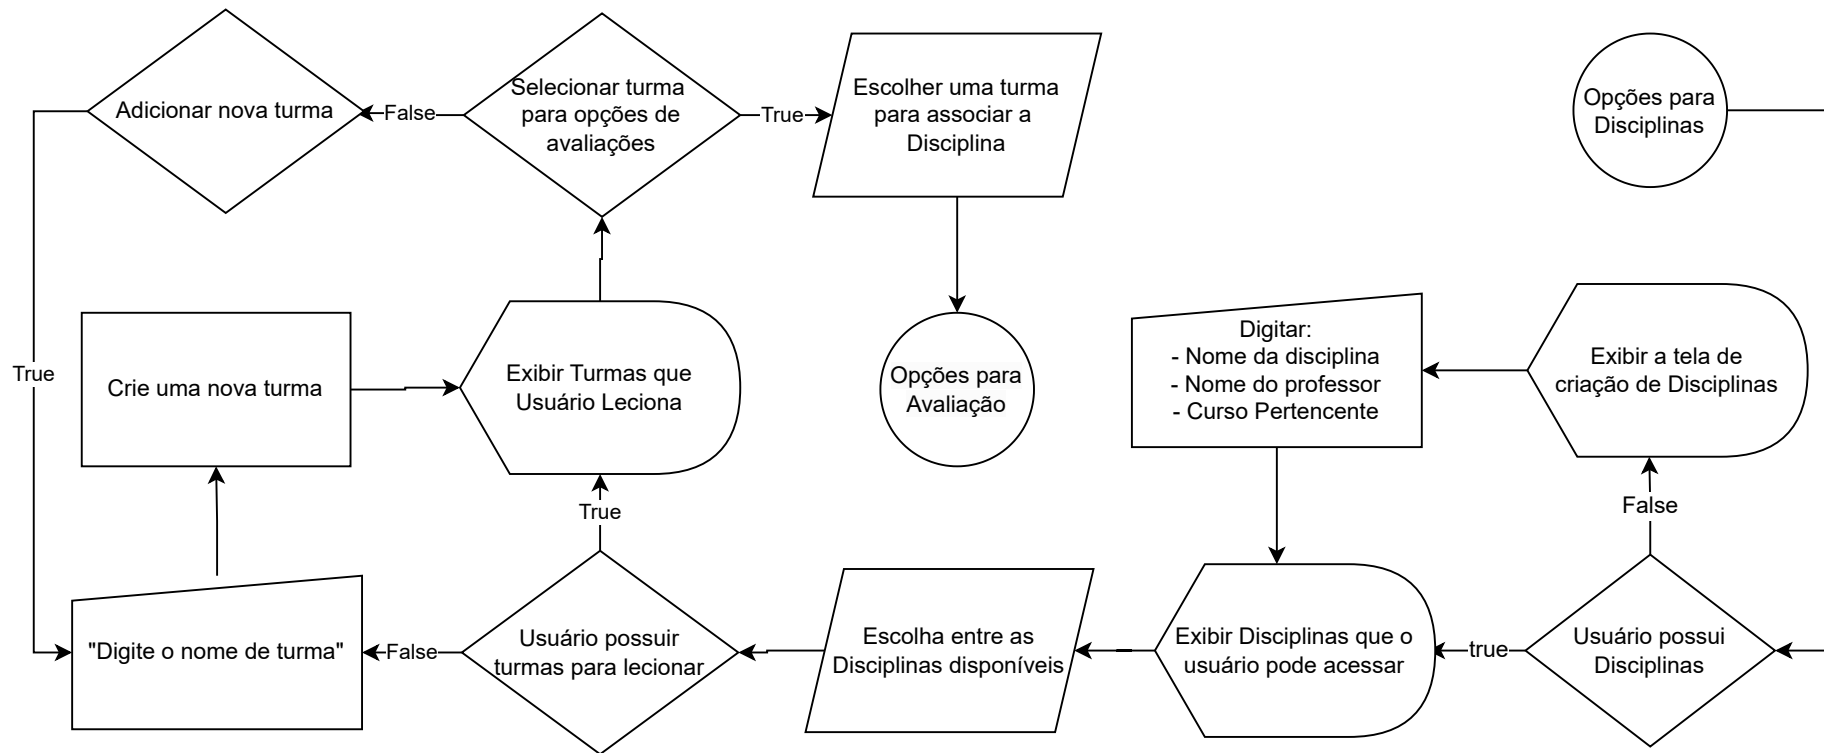 Adicionar nova turma
False
Selecionar turma
para opções de
avaliações
True
Escolher uma turma
para associar a
Disciplina
Opções para
Disciplinas
True
Crie uma nova turma
Exibir Turmas que
Usuário Leciona
Opções para
Avaliação
Digitar:
- Nome da disciplina
- Nome do professor
- Curso Pertencente
Exibir a tela de
criação de Disciplinas
True
False
"Digite o nome de turma"
False
Usuário possuir
turmas para lecionar
Escolha entre as
Disciplinas disponíveis
Exibir Disciplinas que o
usuário pode acessar
true
Usuário possui
Disciplinas